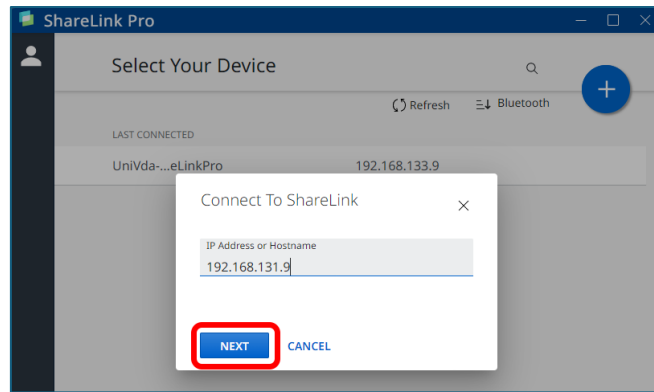 ShareLink Pro
Select Your Device
Refresh
Bluetooth
LAST CONNECTED
UniVda-...eLinkPro 192.168.133.9
Connect To ShareLink
IP Address or Hostname
192.168.131.9
NEXT CANCEL